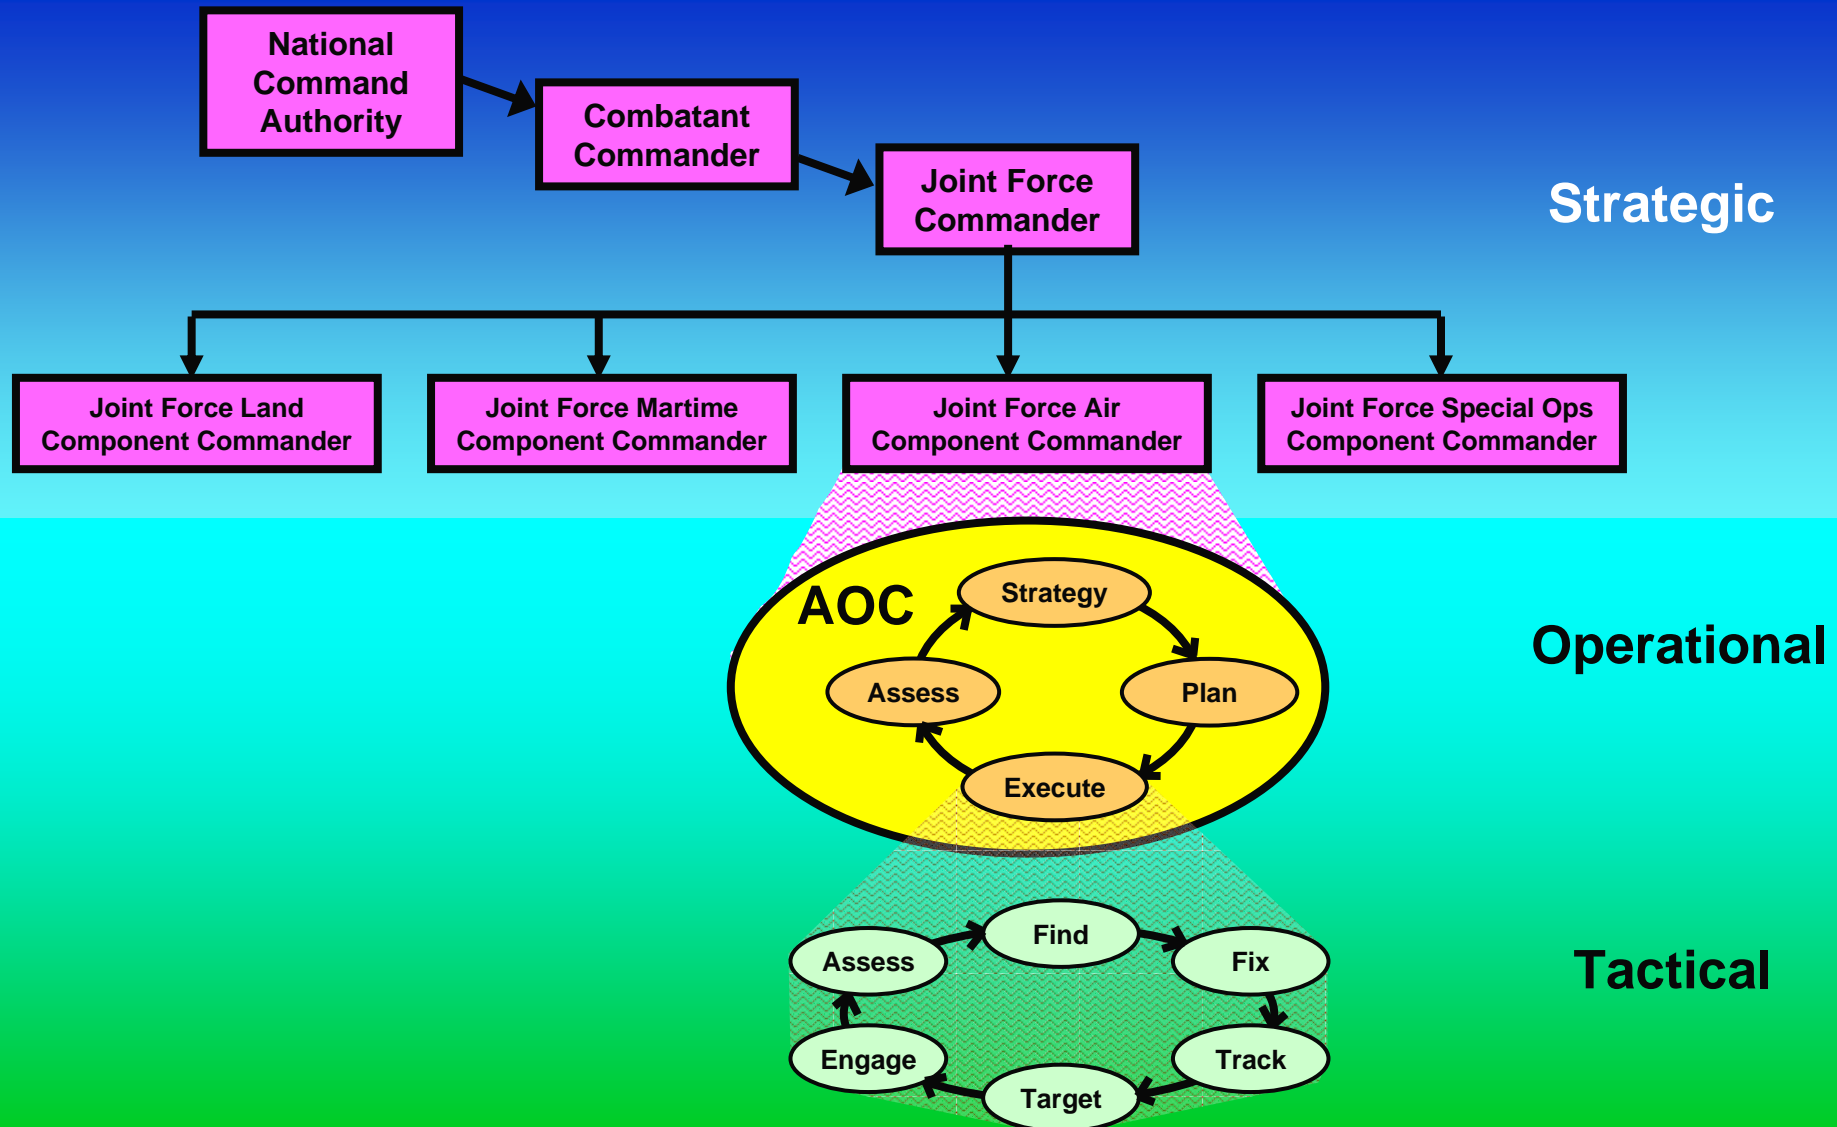 National
Command
Authority
Combatant
Commander
Joint Force
Commander
Strategic
Joint Force Land
Component Commander
Joint Force Martime
Component Commander
Joint Force Air
Component Commander
Joint Force Special Ops
Component Commander
AOC
Strategy
Assess
Plan
Execute
Operational
Find
Assess
Fix
Engage
Track
Target
Tactical